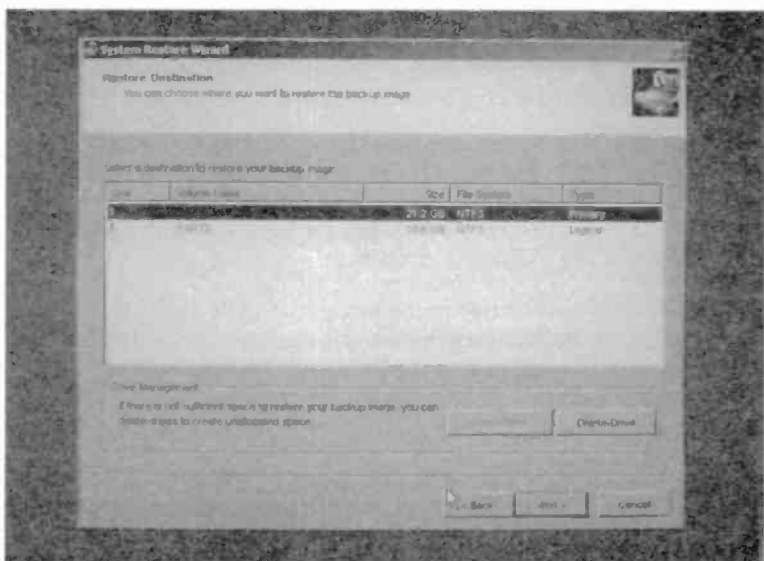 System Restore Wizard
Restore Destination
You can choose where you want to restore the backup image
Select a destination to restore your backup image
Size File System Type
21.2 GB NTFS Primary
NTFS Logical
Drive Management
If there is not sufficient space to restore your backup image, you can
delete drives to create unallocated space
Delete Drive
Back Next > Cancel